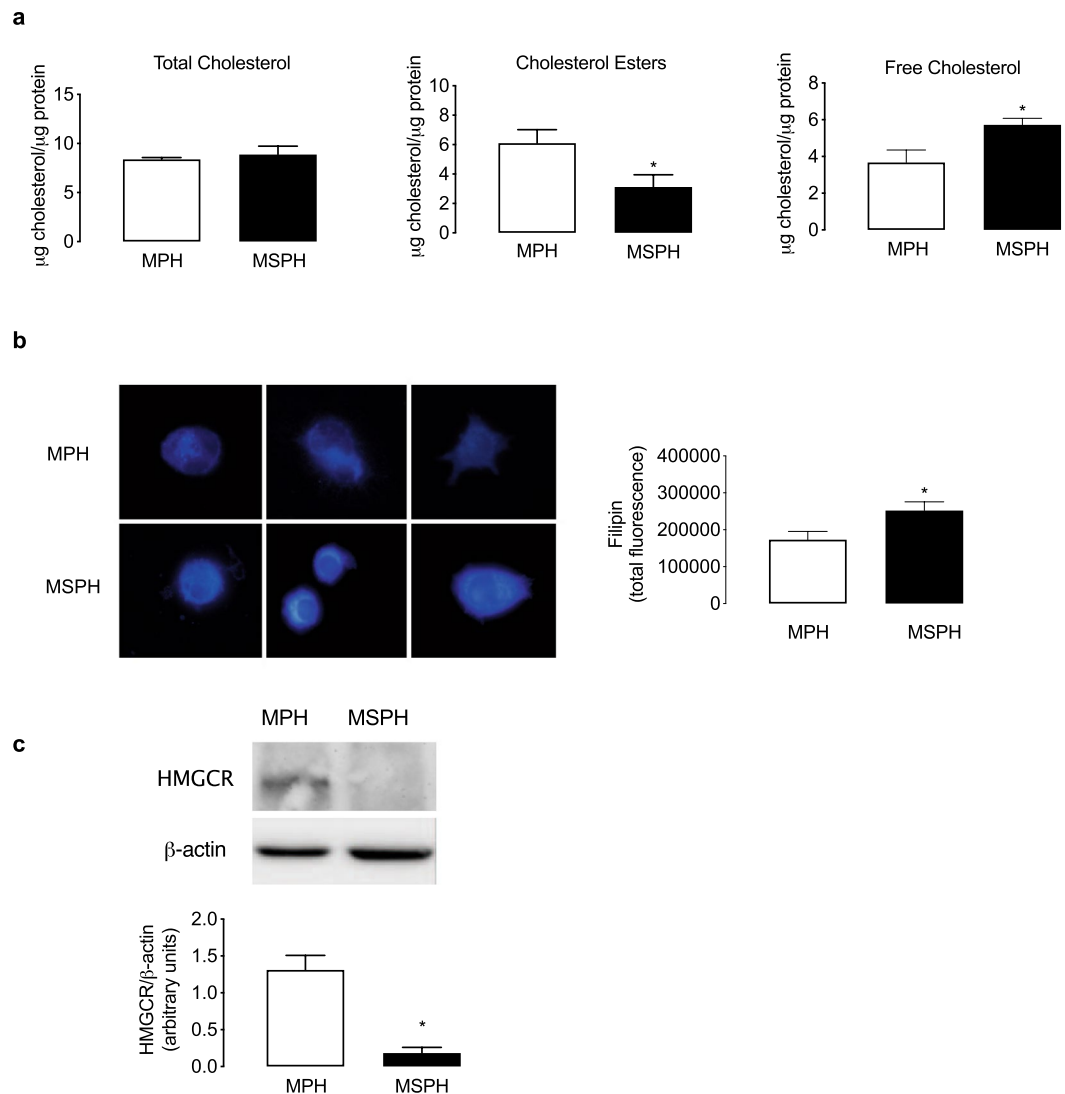 a
Total Cholesterol
μg cholesterol/μg protein
15
10
5
0
MPH
MSPH
Cholesterol Esters
μg cholesterol/μg protein
10
8
6
4
2
0
*
MPH
MSPH
Free Cholesterol
μg cholesterol/μg protein
8
6
4
2
0
*
MPH
MSPH
b
MPH
MSPH
Filipin
(total fluorescence)
400000
300000
200000
100000
0
*
MPH
MSPH
c
MPH MSPH
HMGCR
β-actin
HMGCR/β-actin
(arbitrary units)
2.0
1.5
1.0
0.5
0.0
*
MPH
MSPH